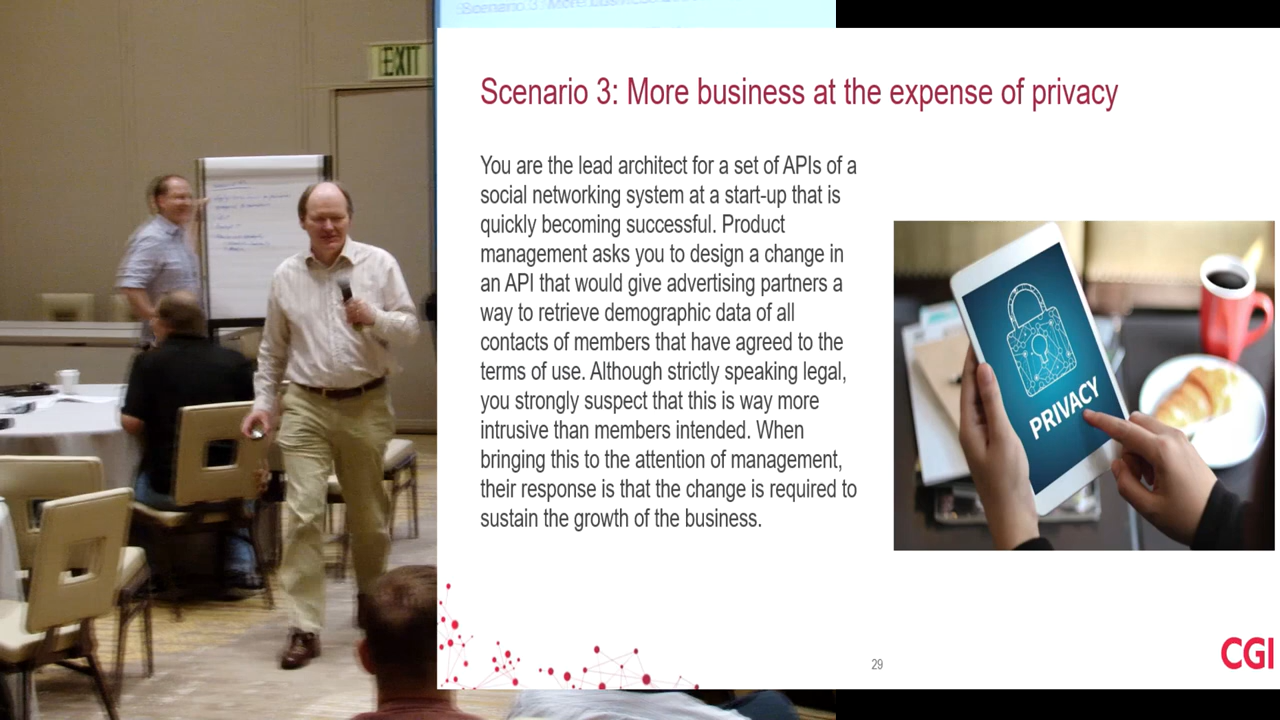 Scenario 3: More business
EXIT
Scenario 3: More business at the expense of privacy
You are the lead architect for a set of APIs of a
social networking system at a start-up that is
quickly becoming successful. Product
management asks you to design a change in
an API that would give advertising partners a
way to retrieve demographic data of all
contacts of members that have agreed to the
terms of use. Although strictly speaking legal,
you strongly suspect that this is way more
intrusive than members intended. When
bringing this to the attention of management,
their response is that the change is required to
sustain the growth of the business.
PRIVACY
29
CGI